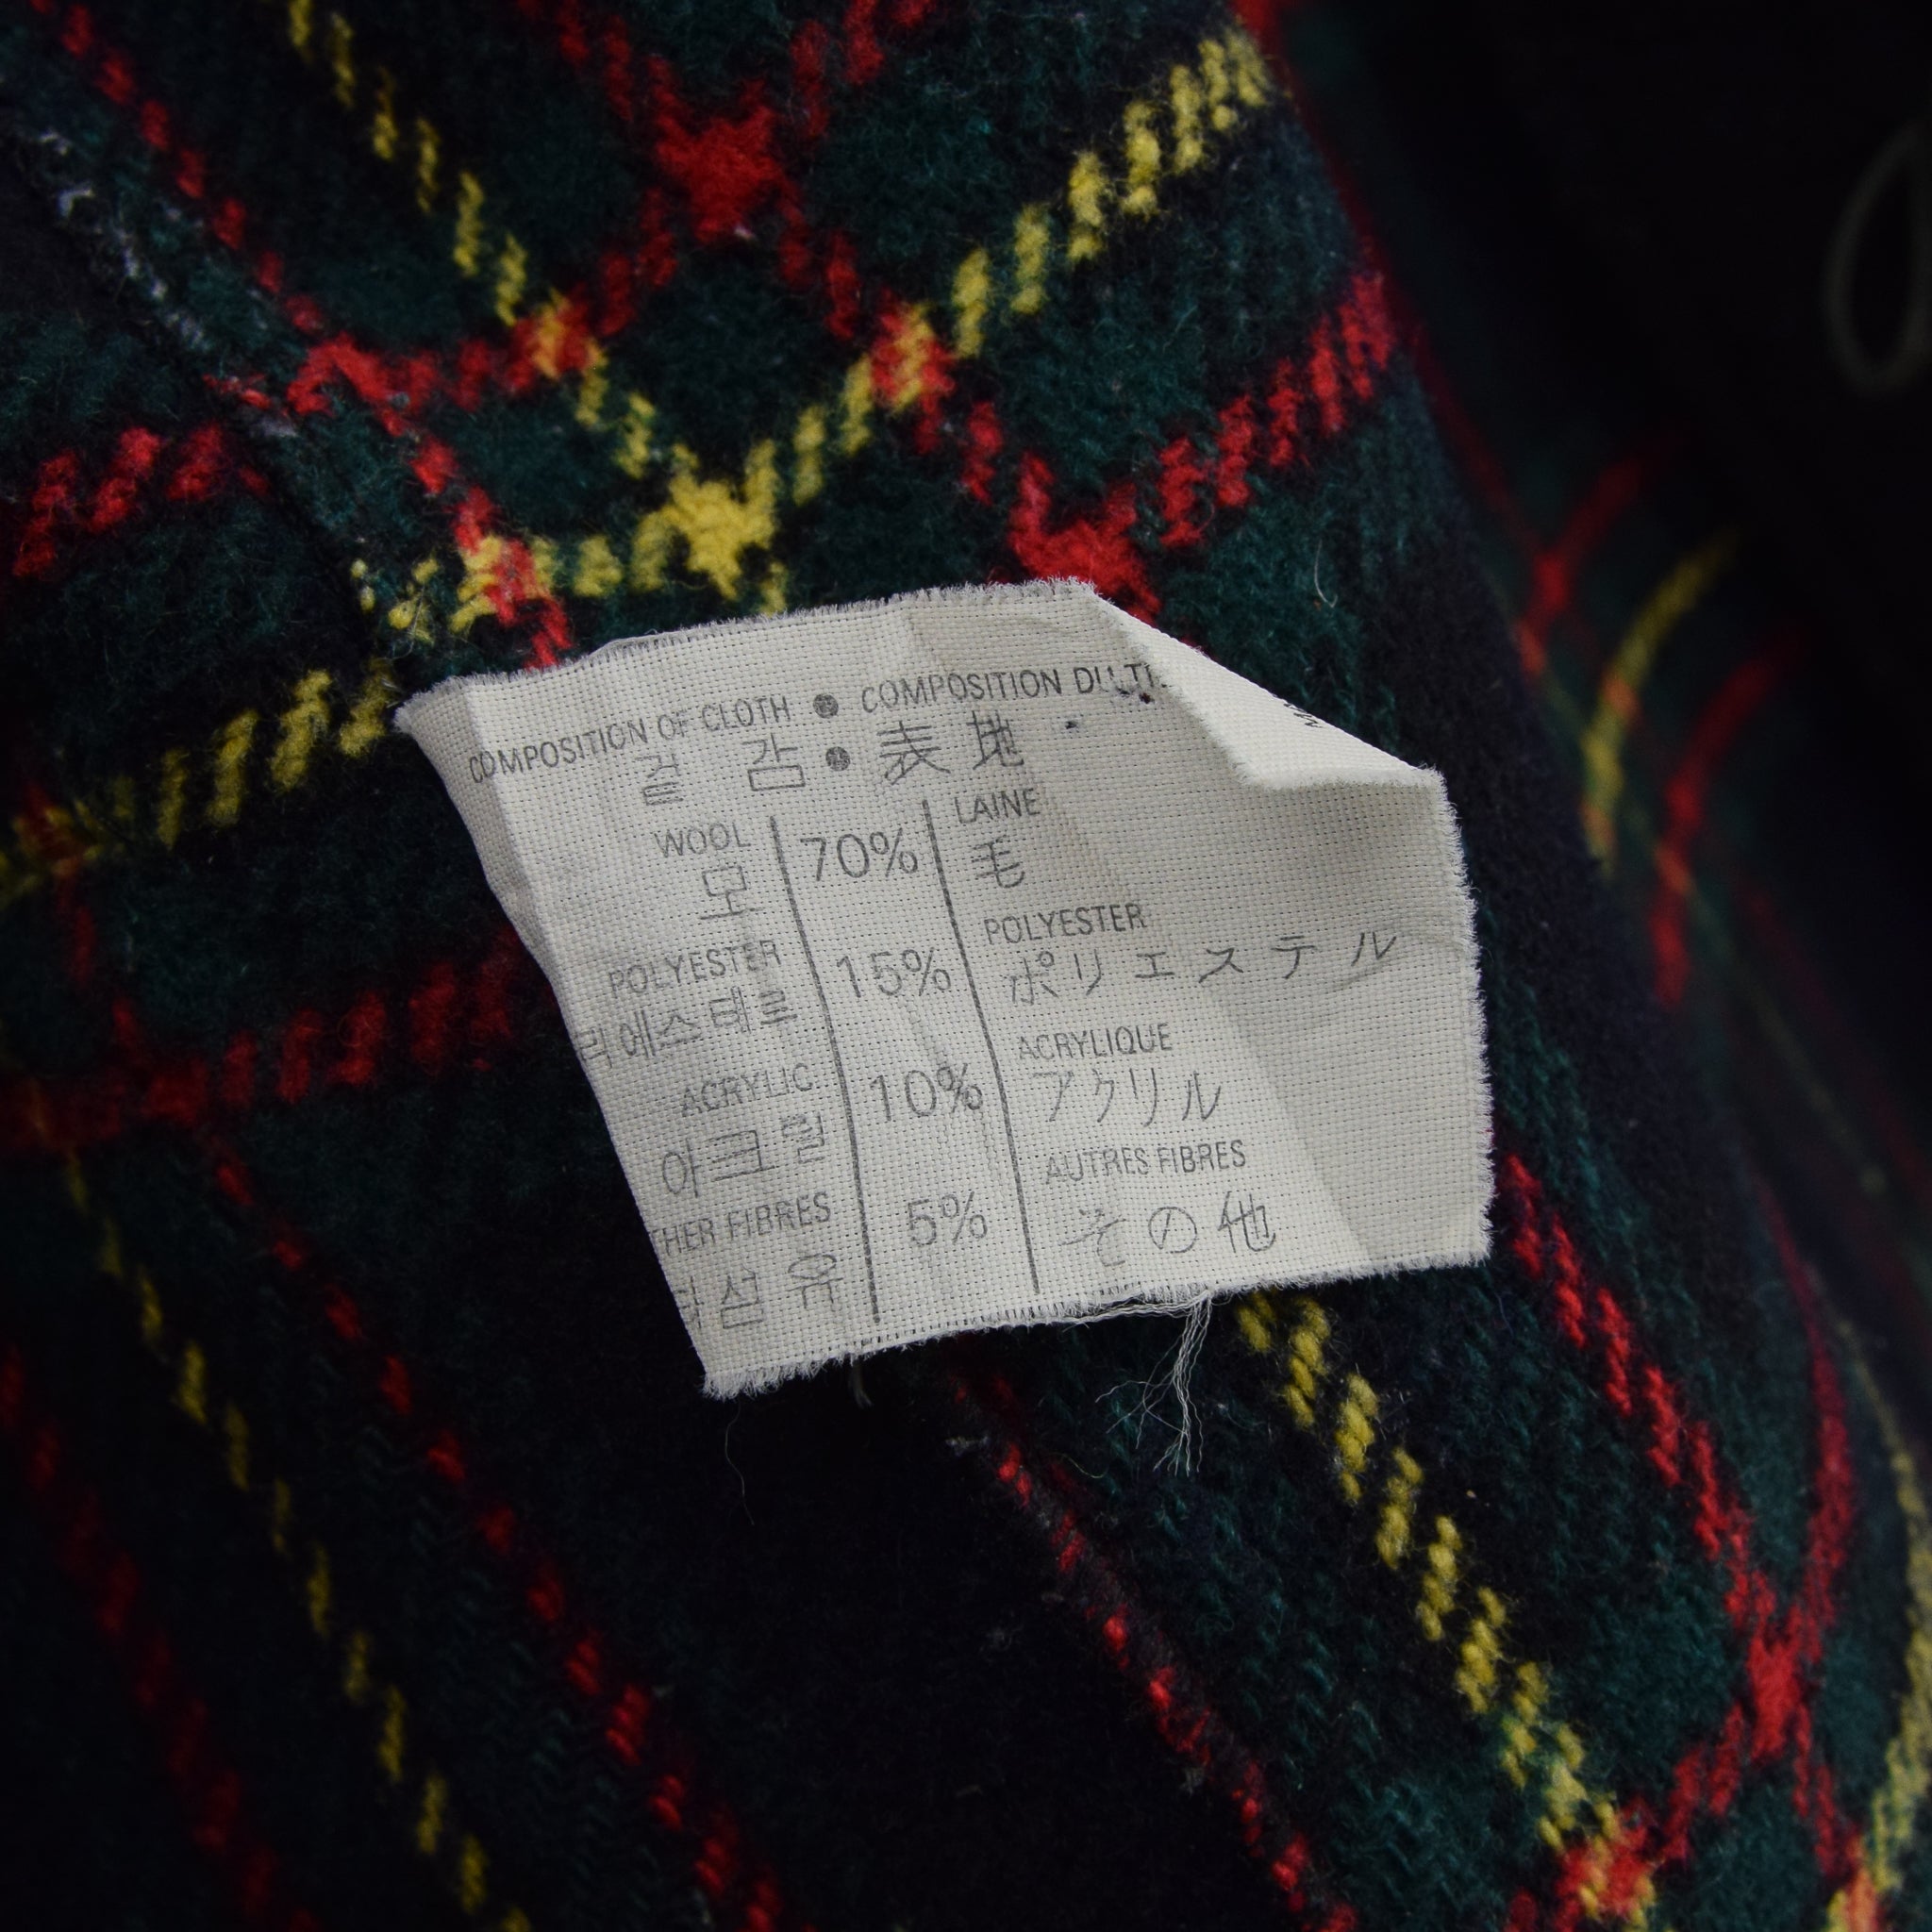 COMPOSITION OF CLOTH ● COMPOSITION DU
겉 감 ● 表地
WOOL 70% LAINE
모 毛
POLYESTER 15% POLYESTER
리에스테르 ポリエステル
ACRYLIC 10% ACRYLIQUE
아크릴 アクリル
THER FIBRES 5% AUTRES FIBRES
섬유 その他